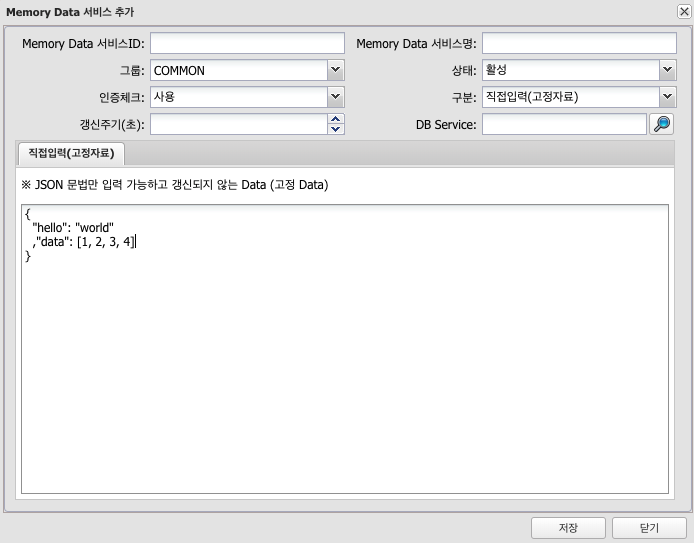 Memory Data 서비스 추가
Memory Data 서비스ID: Memory Data 서비스명:
그룹: COMMON 상태: 활성
인증체크: 사용 구분: 직접입력(고정자료)
갱신주기(초): DB Service:
직접입력(고정자료)
※ JSON 문법만 입력 가능하고 갱신되지 않는 Data (고정 Data)
{
"hello": "world"
,"data": [1, 2, 3, 4]
}
저장 닫기